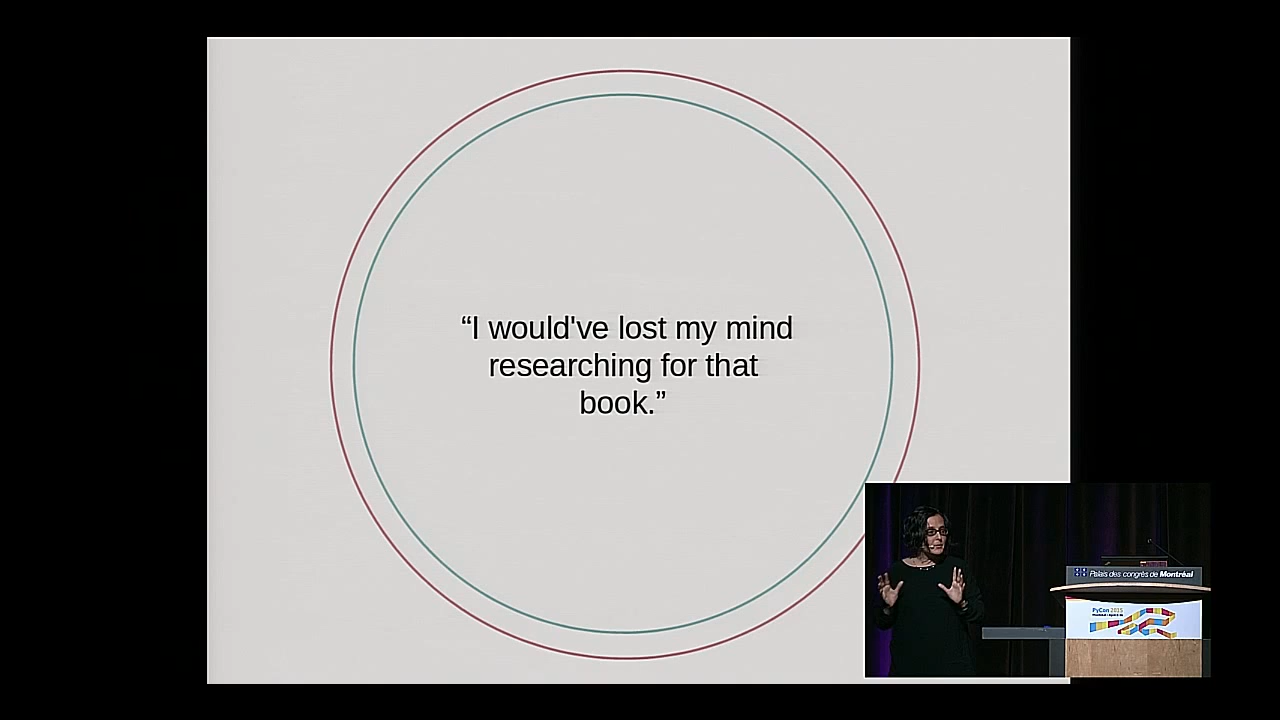 “I would've lost my mind
researching for that
book.”
Palais des congrès de Montréal
PyCon 2015